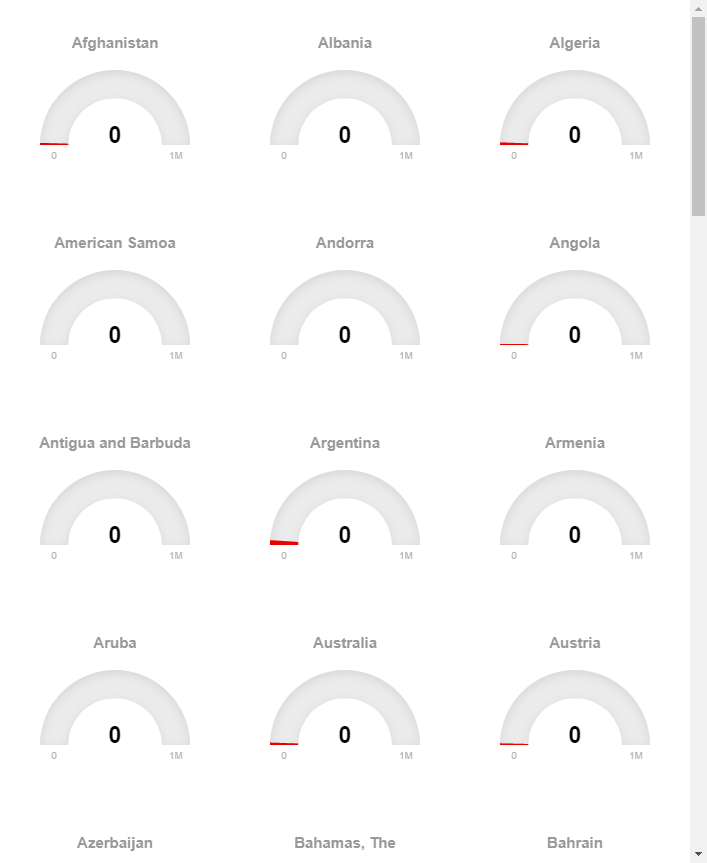 Afghanistan Albania Algeria
0 0 0
0 1M 0 1M 0 1M
American Samoa Andorra Angola
0 0 0
0 1M 0 1M 0 1M
Antigua and Barbuda Argentina Armenia
0 0 0
0 1M 0 1M 0 1M
Aruba Australia Austria
0 0 0
0 1M 0 1M 0 1M
Azerbaijan Bahamas, The Bahrain